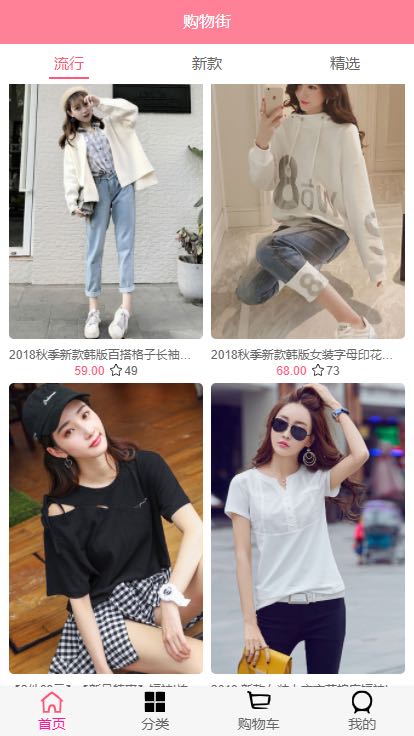 购物街
流行 新款 精选
2018秋季新款韩版百搭格子长袖… 2018秋季新款韩版女装字母印花…
59.00 49 68.00 73
首页 分类 购物车 我的